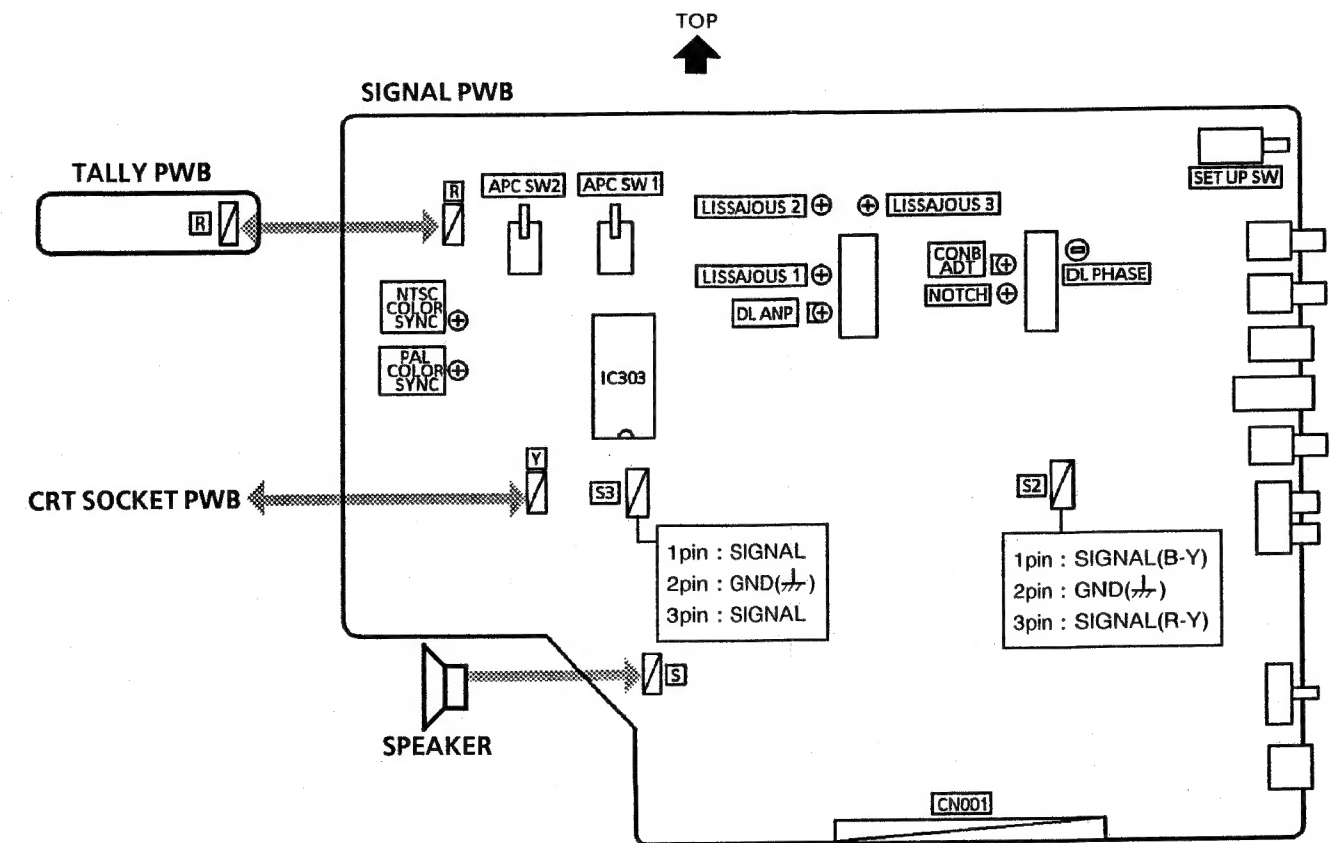 TOP
SIGNAL PWB
TALLY PWB
R
R
APC SW2
APC SW 1
LISSAJOUS 2
LISSAJOUS 3
SET UP SW
LISSAJOUS 1
DL ANP
CONB
ADT
NOTCH
DL PHASE
NTSC
COLOR
SYNC
PAL
COLOR
SYNC
IC303
Y
CRT SOCKET PWB
S3
S2
1pin : SIGNAL
2pin : GND( )
3pin : SIGNAL
1pin : SIGNAL(B-Y)
2pin : GND( )
3pin : SIGNAL(R-Y)
S
SPEAKER
CN001